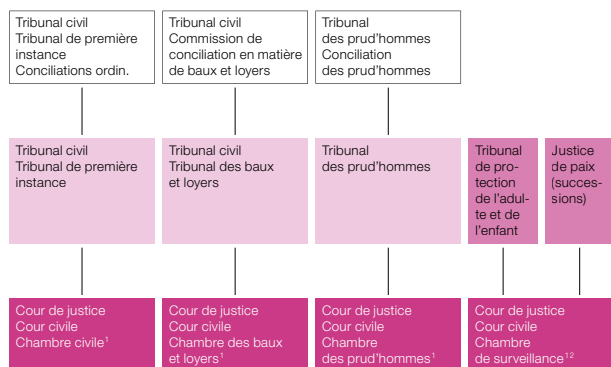 Tribunal civil
Tribunal de première
instance
Conciliations ordin.
Tribunal civil
Commission de
conciliation en matière
de baux et loyers
Tribunal
des prud’hommes
Conciliation
des prud’hommes
Tribunal civil
Tribunal de première
instance
Tribunal civil
Tribunal des baux
et loyers
Tribunal
des prud’hommes
Tribunal
de pro-
tection
de l’adul-
te et de
l’enfant
Justice
de paix
(succes-
sions)
Cour de justice
Cour civile
Chambre civile¹
Cour de justice
Cour civile
Chambre des baux
et loyers¹
Cour de justice
Cour civile
Chambre
des prud’hommes¹
Cour de justice
Cour civile
Chambre
de surveillance¹²